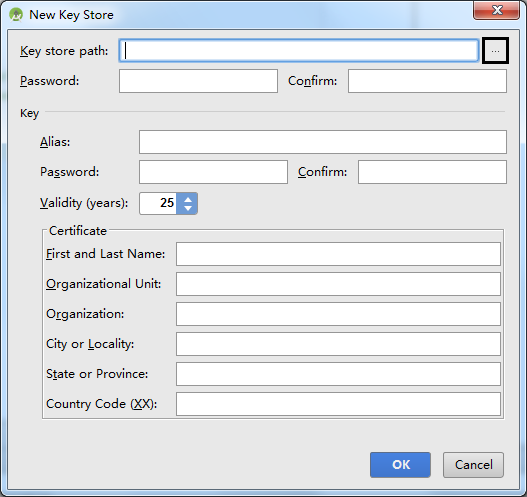 New Key Store
Key store path: ...
Password: Confirm:
Key
Alias:
Password: Confirm:
Validity (years): 25
Certificate
First and Last Name:
Organizational Unit:
Organization:
City or Locality:
State or Province:
Country Code (XX):
OK Cancel